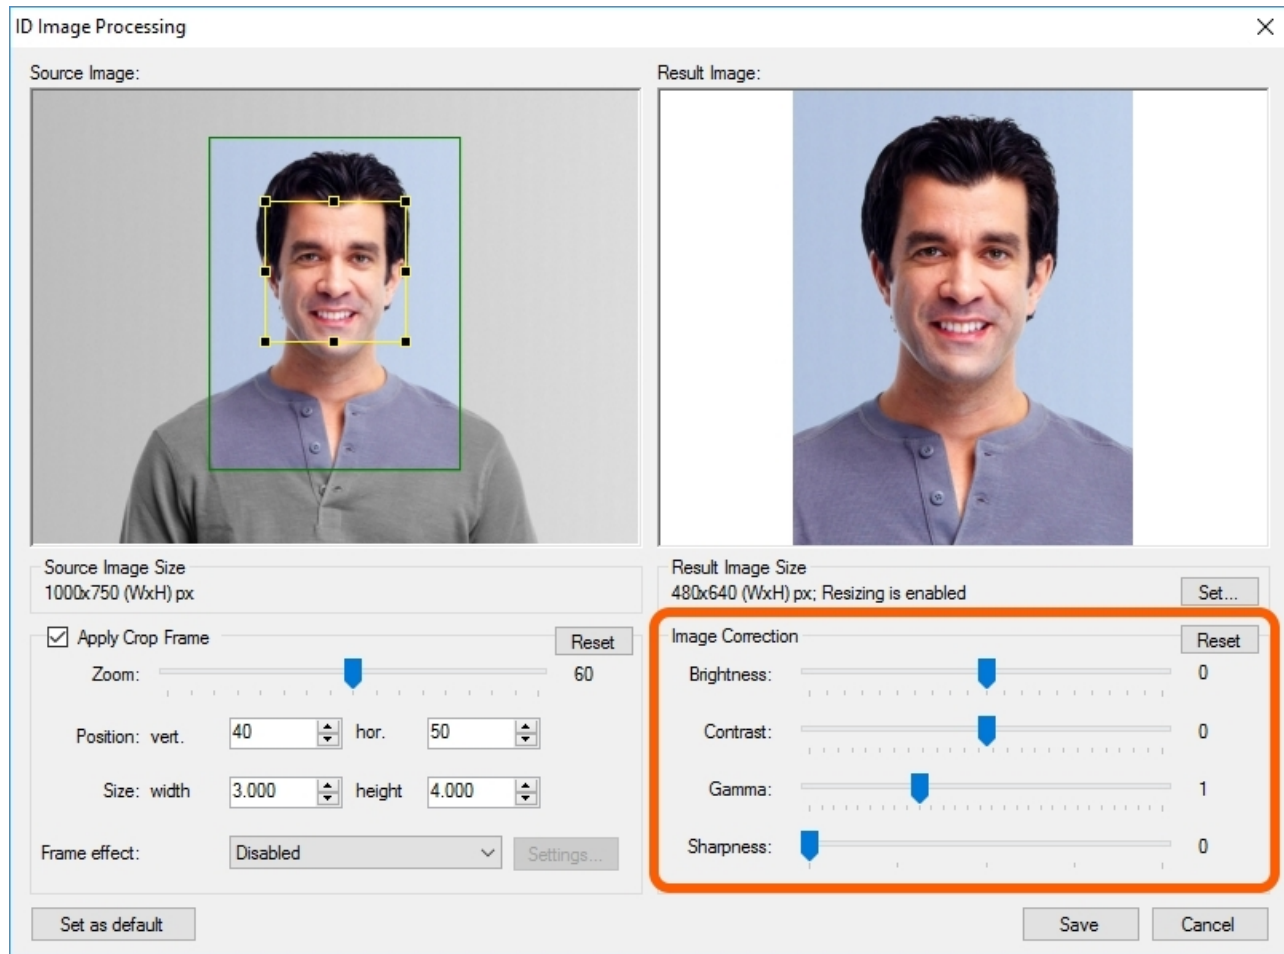 ID Image Processing
Source Image:
Result Image:
Source Image Size
1000x750 (WxH) px
Result Image Size
480x640 (WxH) px; Resizing is enabled
Set...
Apply Crop Frame
Reset
Zoom:
60
Position: vert.
40
hor.
50
Size: width
3.000
height
4.000
Frame effect:
Disabled
Settings...
Image Correction
Reset
Brightness:
0
Contrast:
0
Gamma:
1
Sharpness:
0
Set as default
Save
Cancel